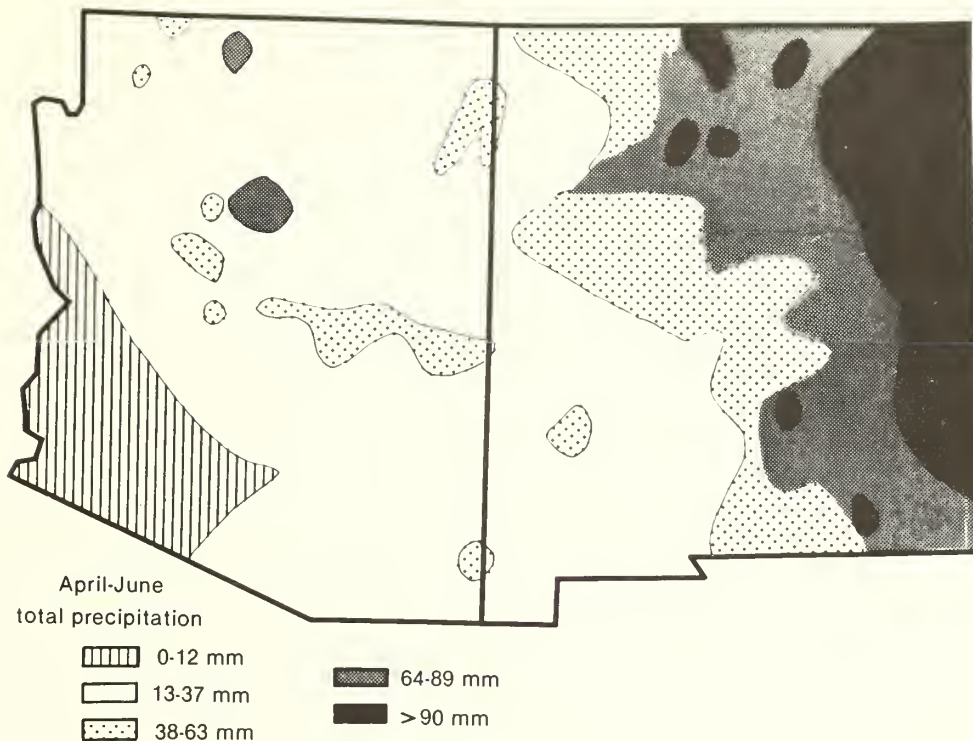 April-June
total precipitation
0-12 mm
13-37 mm
38-63 mm
64-89 mm
>90 mm